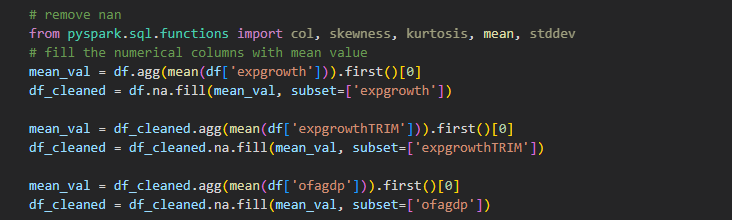 # remove nan
from pyspark.sql.functions import col, skewness, kurtosis, mean, stddev
# fill the numerical columns with mean value
mean_val = df.agg(mean(df['expgrowth'])).first()[0]
df_cleaned = df.na.fill(mean_val, subset=['expgrowth'])
mean_val = df_cleaned.agg(mean(df['expgrowthTRIM'])).first()[0]
df_cleaned = df_cleaned.na.fill(mean_val, subset=['expgrowthTRIM'])
mean_val = df_cleaned.agg(mean(df['ofagdp'])).first()[0]
df_cleaned = df_cleaned.na.fill(mean_val, subset=['ofagdp'])